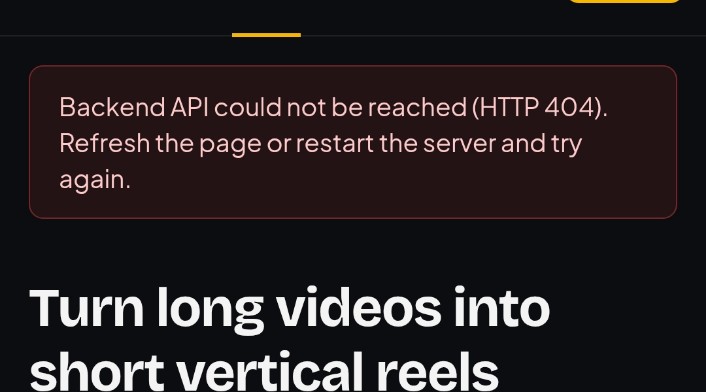 Backend API could not be reached (HTTP 404).
Refresh the page or restart the server and try
again.
Turn long videos into
short vertical reels